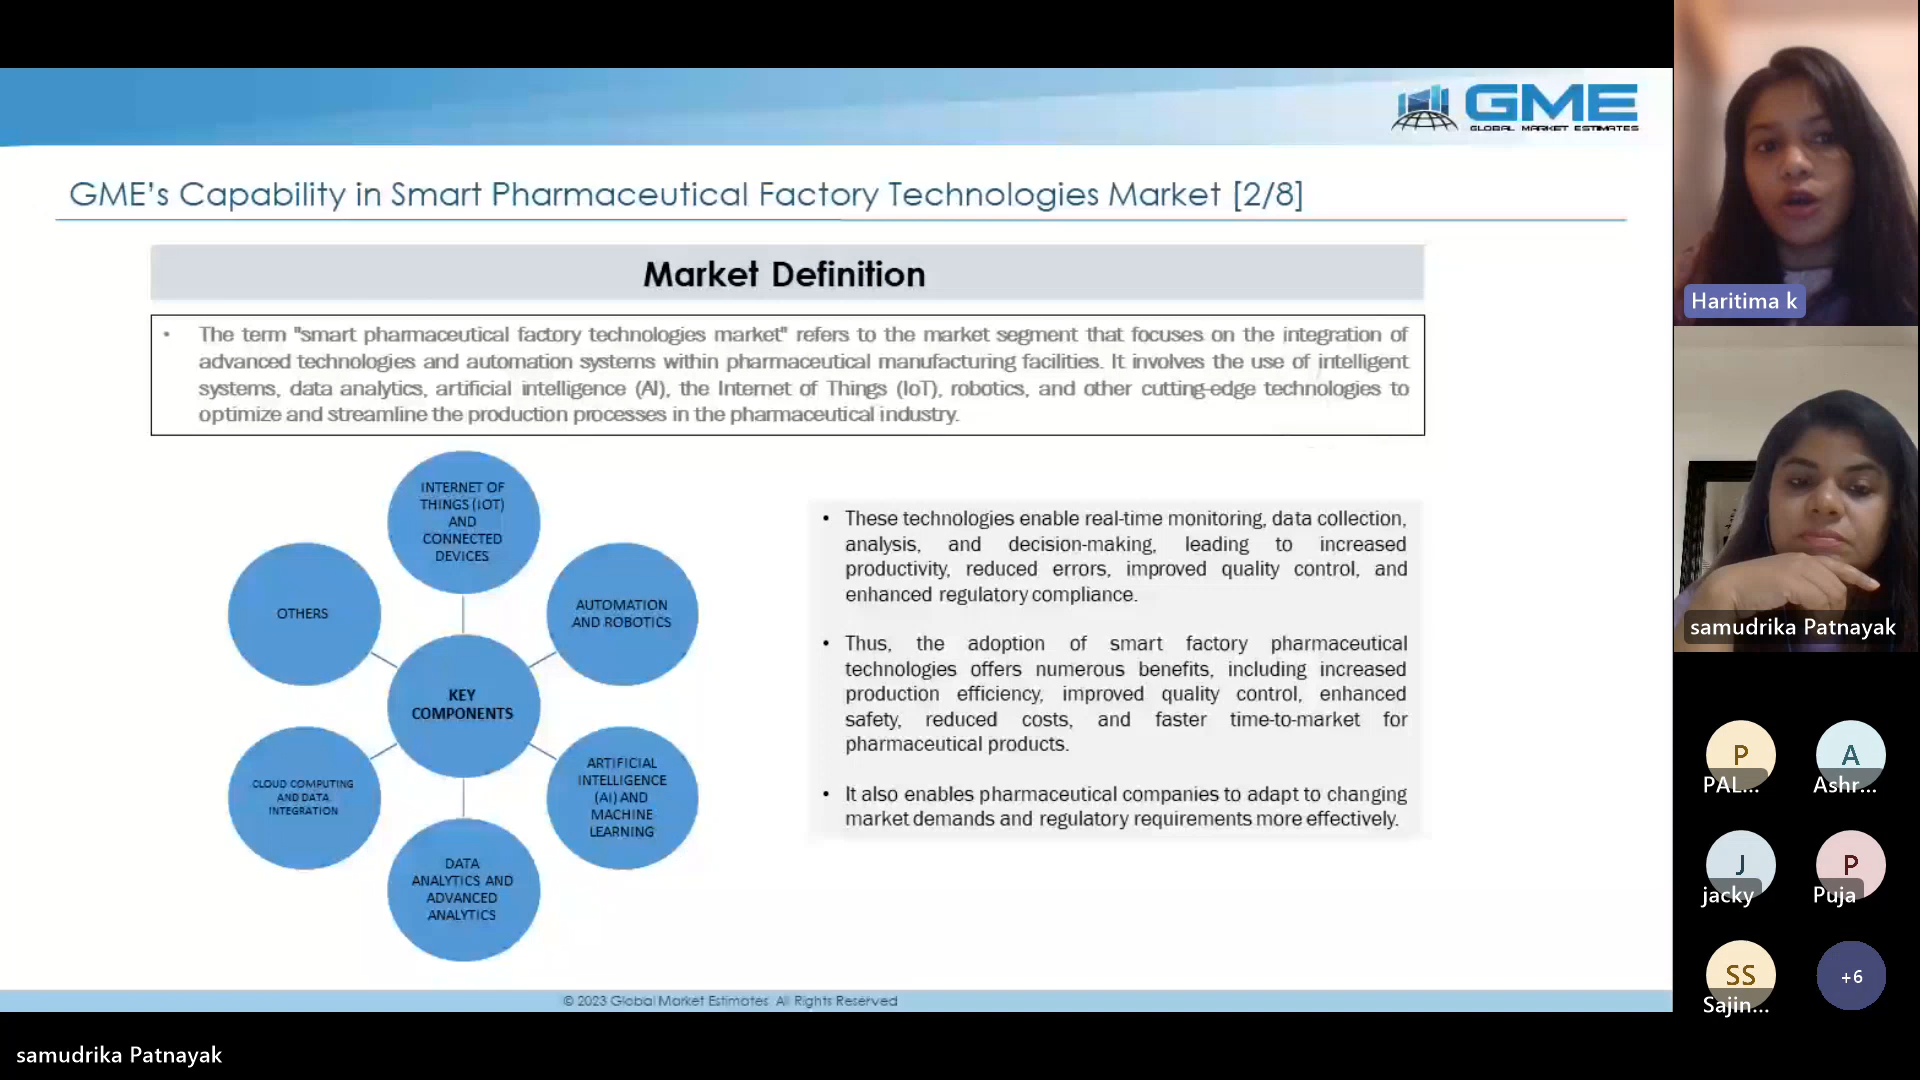 GME
GLOBAL MARKET ESTIMATES
GME's Capability in Smart Pharmaceutical Factory Technologies Market [2/8]
Market Definition
• The term "smart pharmaceutical factory technologies market" refers to the market segment that focuses on the integration of
advanced technologies and automation systems within pharmaceutical manufacturing facilities. It involves the use of intelligent
systems, data analytics, artificial intelligence (AI), the Internet of Things (IoT), robotics, and other cutting-edge technologies to
optimize and streamline the production processes in the pharmaceutical industry.
INTERNET OF
THINGS (IOT)
AND
CONNECTED
DEVICES
AUTOMATION
AND ROBOTICS
ARTIFICIAL
INTELLIGENCE
(AI) AND
MACHINE
LEARNING
DATA
ANALYTICS AND
ADVANCED
ANALYTICS
CLOUD COMPUTING
AND DATA
INTEGRATION
OTHERS
KEY
COMPONENTS
• These technologies enable real-time monitoring, data collection,
analysis, and decision-making, leading to increased
productivity, reduced errors, improved quality control, and
enhanced regulatory compliance.
• Thus, the adoption of smart factory pharmaceutical
technologies offers numerous benefits, including increased
production efficiency, improved quality control, enhanced
safety, reduced costs, and faster time-to-market for
pharmaceutical products.
• It also enables pharmaceutical companies to adapt to changing
market demands and regulatory requirements more effectively.
© 2023 Global Market Estimates. All Rights Reserved
samudrika Patnayak
Haritima k
samudrika Patnayak
P
PAL...
A
Ashr...
J
jacky
P
Puja
SS
Sajin...
+6